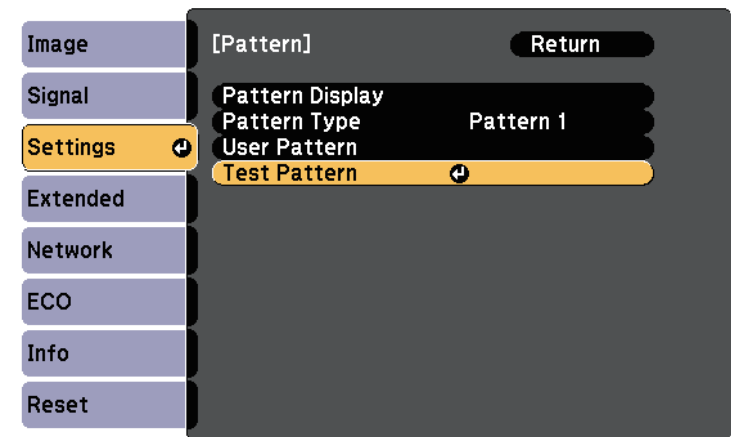 Image
Signal
Settings
Extended
Network
ECO
Info
Reset
[Pattern] Return
Pattern Display
Pattern Type Pattern 1
User Pattern
Test Pattern